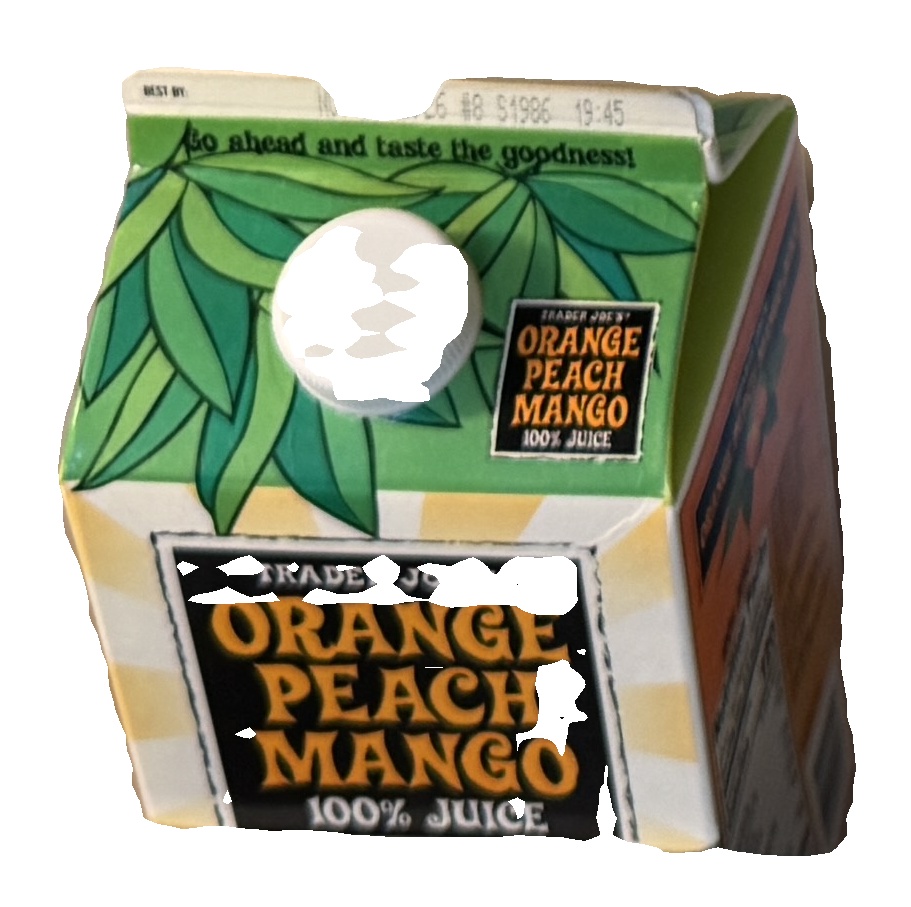 BEST BY:
#8 S1986 19:45
Go ahead and taste the goodness!
TRADER JOE'S
ORANGE
PEACH
MANGO
100% JUICE
TRADE
ORANGE
PEACH
MANGO
100% JUICE